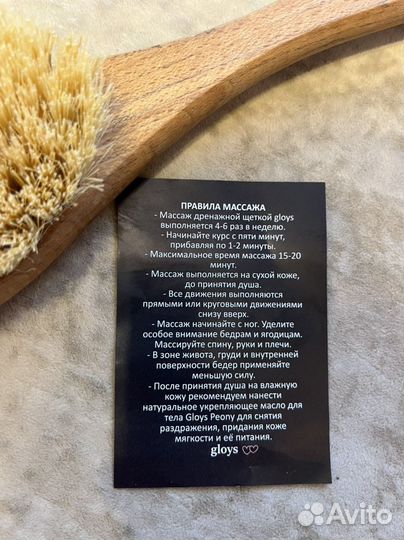 ПРАВИЛА МАССАЖА
- Массаж дренажной щеткой gloys
выполняется 4-6 раз в неделю.
- Начинайте курс с пяти минут,
прибавляя по 1-2 минуты.
- Максимальное время массажа 15-20
минут.
- Массаж выполняется на сухой коже,
до принятия душа.
- Все движения выполняются
прямыми или круговыми движениями
снизу вверх.
- Массаж начинайте с ног. Уделите
особое внимание бедрам и ягодицам.
Массируйте спину, руки и плечи.
- В зоне живота, груди и внутренней
поверхности бедер применяйте
меньшую силу.
- После принятия душа на влажную
кожу рекомендуем нанести
натуральное укрепляющее масло для
тела Gloys Peony для снятия
раздражения, придания коже
мягкости и её питания.
gloys
Avito